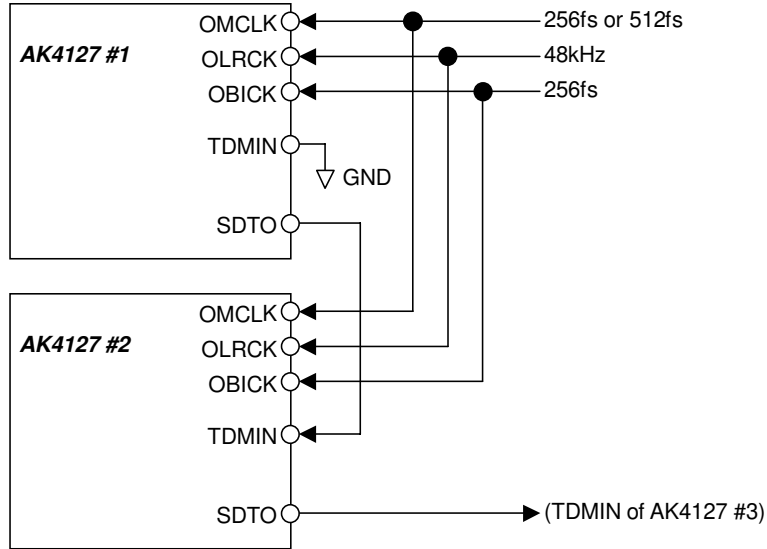 OMCLK
256fs or 512fs
AK4127 #1
OLRCK
48kHz
OBICK
256fs
TDMIN
GND
SDTO
OMCLK
AK4127 #2
OLRCK
OBICK
TDMIN
SDTO
(TDMIN of AK4127 #3)